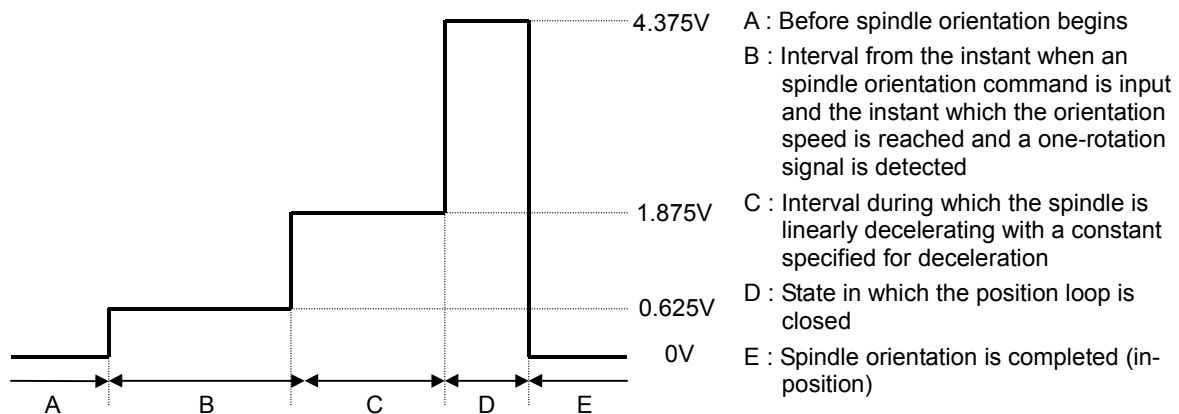 4.375V
1.875V
0.625V
0V
A B C D E
A : Before spindle orientation begins
B : Interval from the instant when an
spindle orientation command is input
and the instant which the orientation
speed is reached and a one-rotation
signal is detected
C : Interval during which the spindle is
linearly decelerating with a constant
specified for deceleration
D : State in which the position loop is
closed
E : Spindle orientation is completed (in-
position)